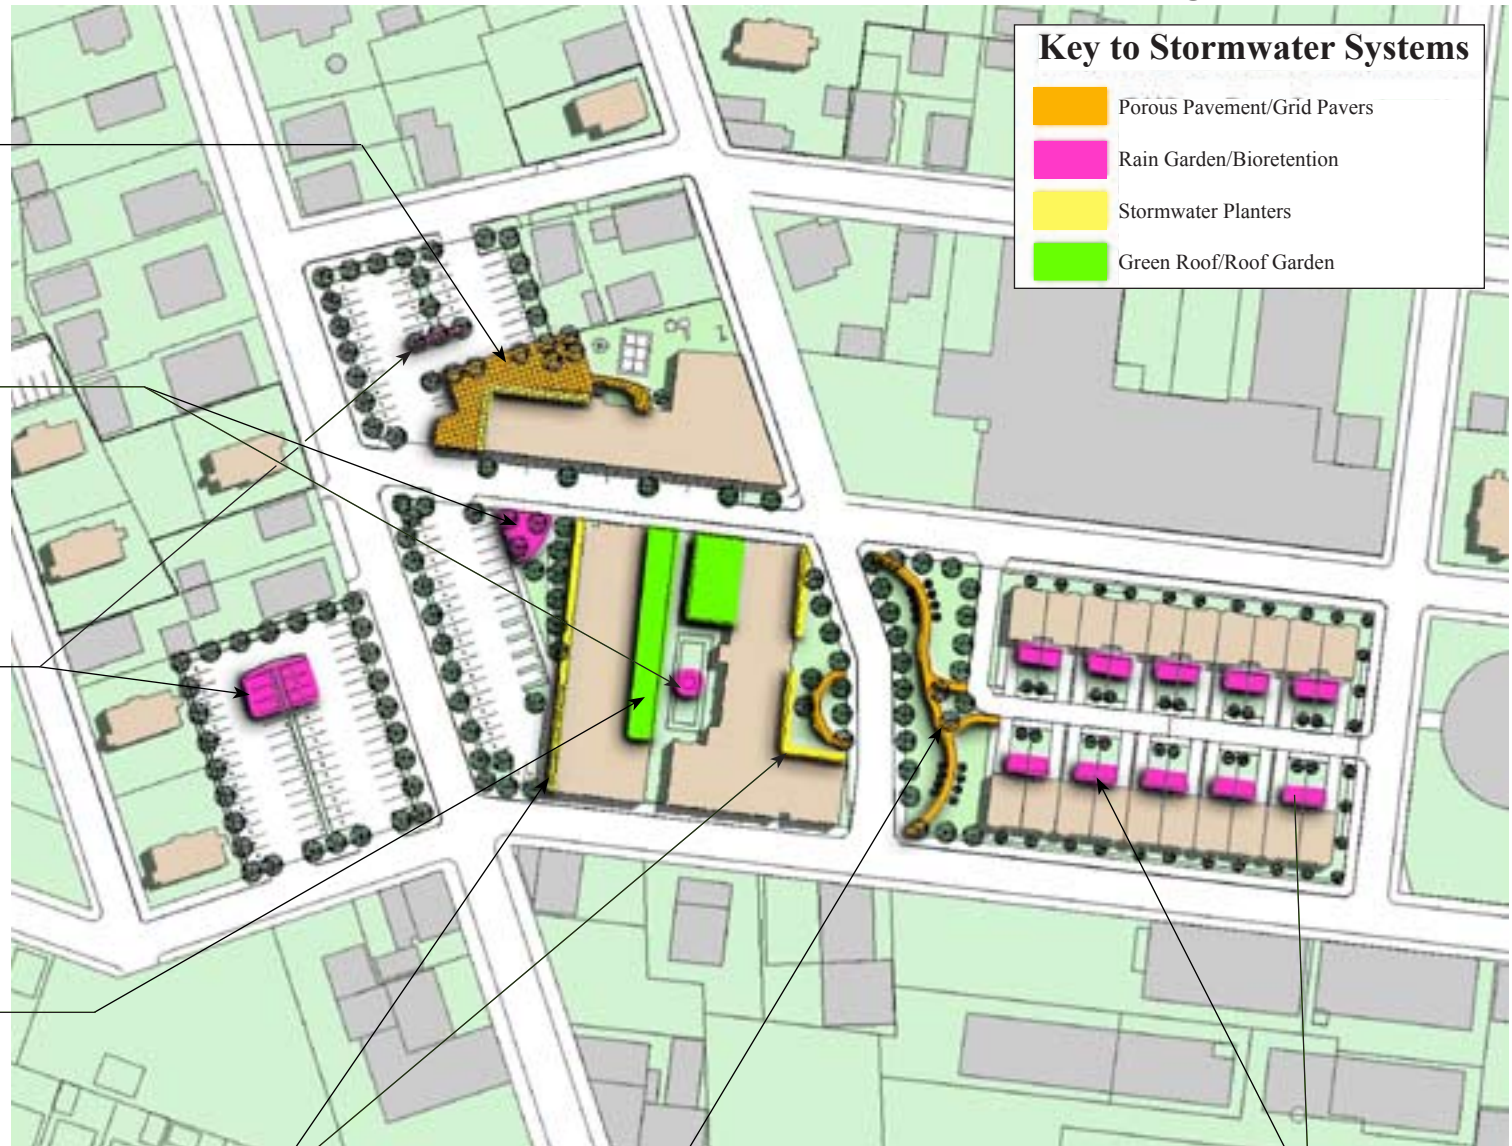 Key to Stormwater Systems
Porous Pavement/Grid Pavers
Rain Garden/Bioretention
Stormwater Planters
Green Roof/Roof Garden